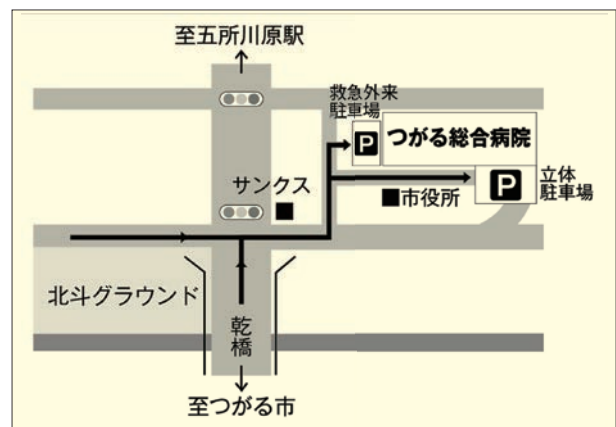 至五所川原駅
救急外来
駐車場
P
つがる総合病院
サンクス
■市役所
P
立体
駐車場
北斗グラウンド
乾橋
至つがる市